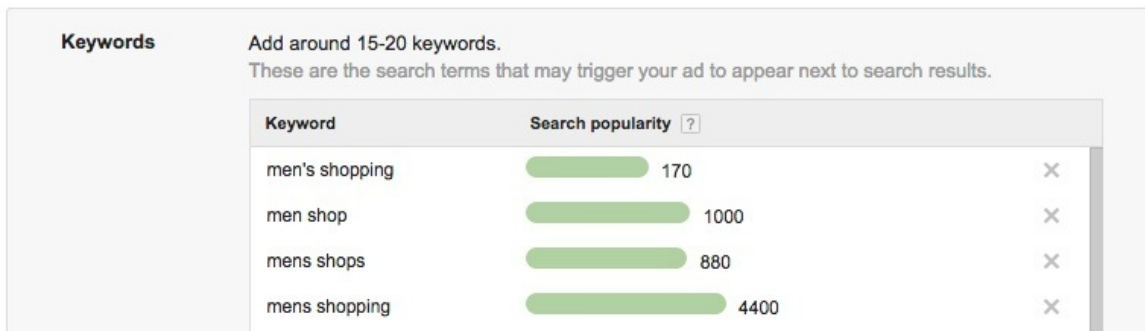 Keywords
Add around 15-20 keywords.
These are the search terms that may trigger your ad to appear next to search results.
Keyword Search popularity ?
men's shopping 170
men shop 1000
mens shops 880
mens shopping 4400